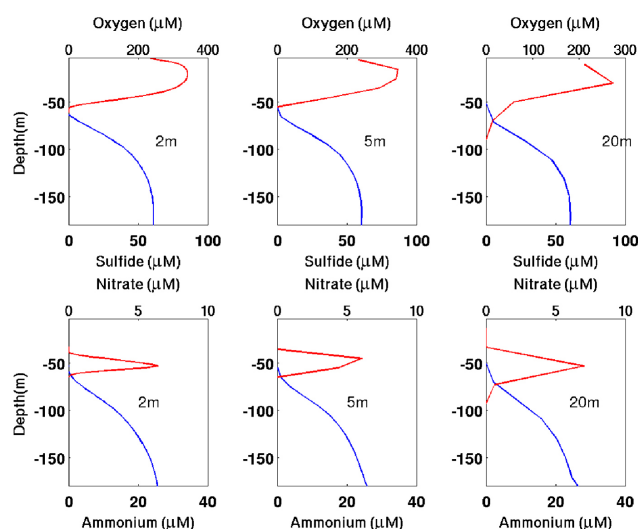 Oxygen (μM) Oxygen (μM) Oxygen (μM)
0 200 400 0 200 400 0 100 200 300
-50 -50 -50
-100 -100 -100
-150 -150 -150
Depth(m)
2m 5m 20m
0 50 100 0 50 100 0 50 100
Sulfide (μM) Sulfide (μM) Sulfide (μM)
Nitrate (μM) Nitrate (μM) Nitrate (μM)
0 5 10 0 5 10 0 5 10
-50 -50 -50
-100 -100 -100
-150 -150 -150
Depth(m)
2m 5m 20m
0 20 40 0 20 40 0 20 40
Ammonium (μM) Ammonium (μM) Ammonium (μM)